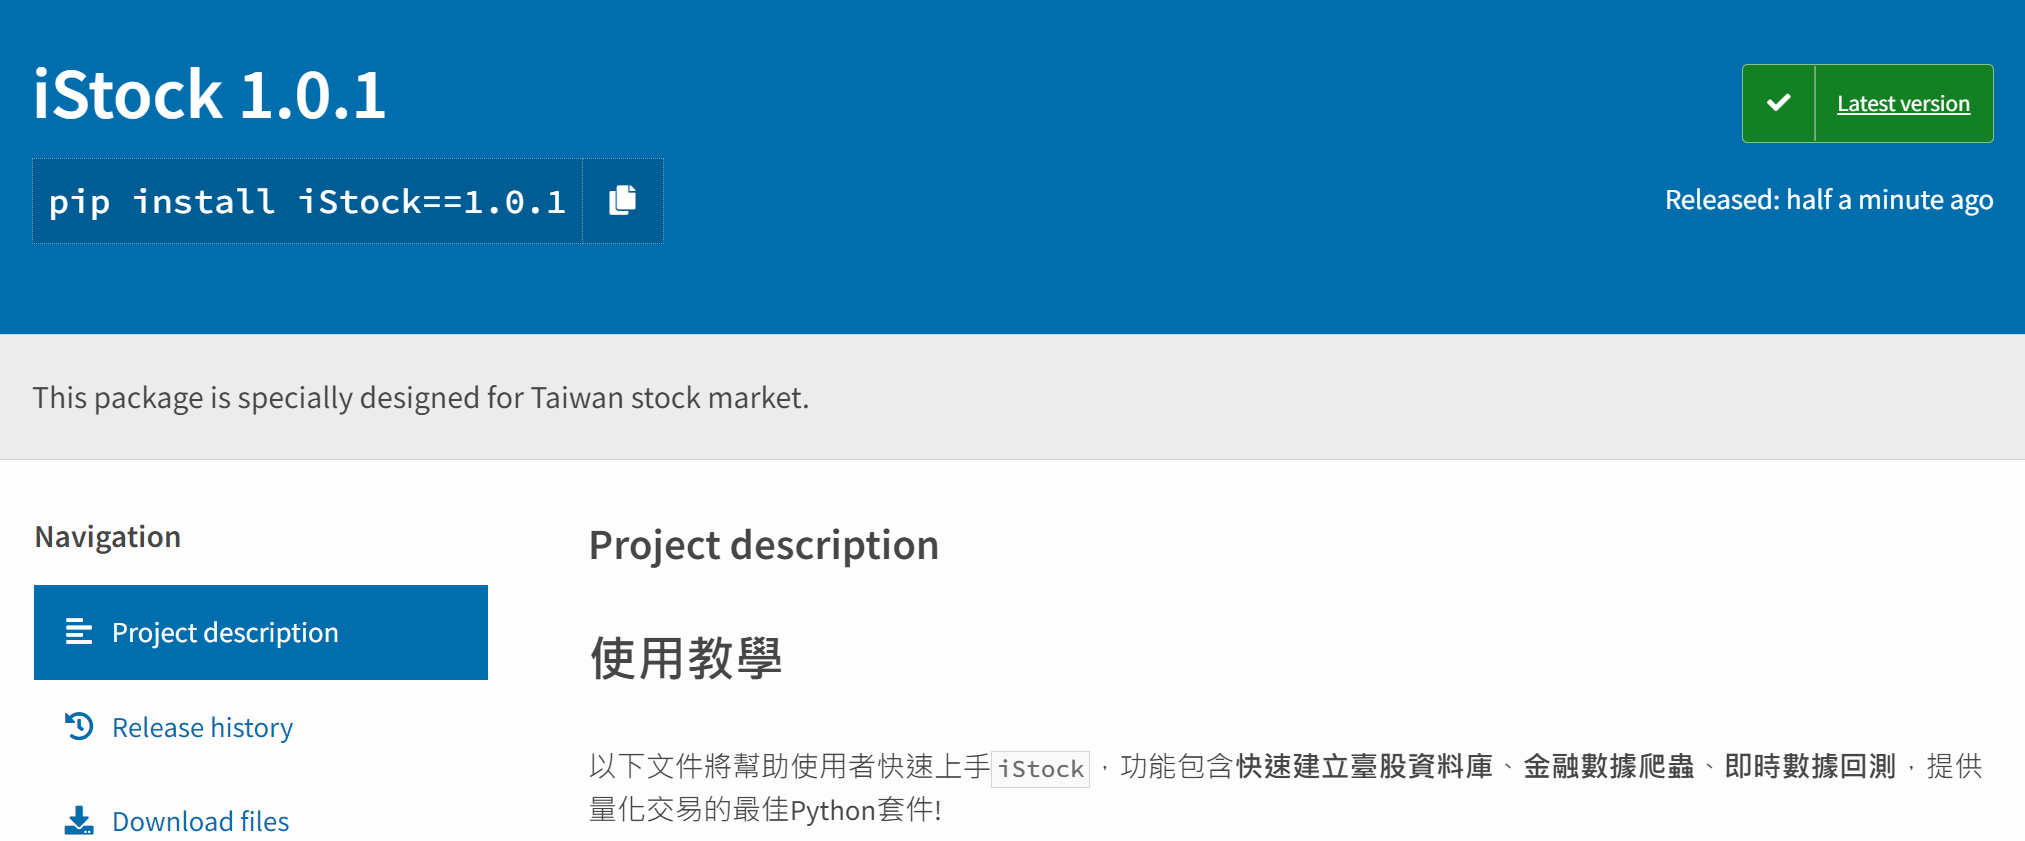 iStock 1.0.1
pip install iStock==1.0.1
Latest version
Released: half a minute ago
This package is specially designed for Taiwan stock market.
Navigation
Project description
Release history
Download files
Project description
使用教學
以下文件將幫助使用者快速上手iStock，功能包含快速建立臺股資料庫、金融數據爬蟲、即時數據回測，提供
量化交易的最佳Python套件!